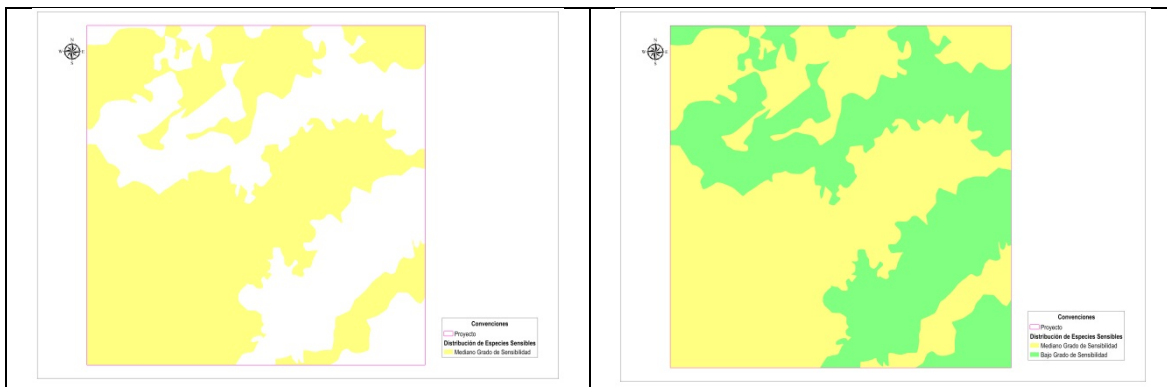 N
W E
S
Convenciones
Proyecto
Distribución de Especies Sensibles
Mediano Grado de Sensibilidad
N
W E
S
Convenciones
Proyecto
Distribución de Especies Sensibles
Mediano Grado de Sensibilidad
Bajo Grado de Sensibilidad